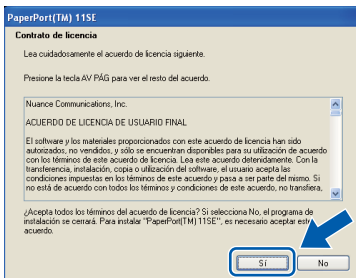 PaperPort(TM) 11SE
Contrato de licencia
Lea cuidadosamente el acuerdo de licencia siguiente.
Presione la tecla AV PÁG para ver el resto del acuerdo.
Nuance Communications, Inc.
ACUERDO DE LICENCIA DE USUARIO FINAL
El software y los materiales proporcionados con este acuerdo de licencia han sido
autorizados, no vendidos, y sólo se encuentran disponibles para su utilización de acuerdo
con los términos de este acuerdo de licencia. Lea este acuerdo detenidamente. Con la
transferencia, instalación, copia o utilización del software, el usuario acepta las
condiciones impuestas en los términos de este acuerdo y pasa a ser parte del mismo. Si
no está de acuerdo con todos los términos y condiciones de este acuerdo, no transfiera,
¿Acepta todos los términos del acuerdo de licencia? Si selecciona No, el programa de
instalación se cerrará. Para instalar "PaperPort(TM) 11SE", es necesario aceptar este
acuerdo.
Sí
No